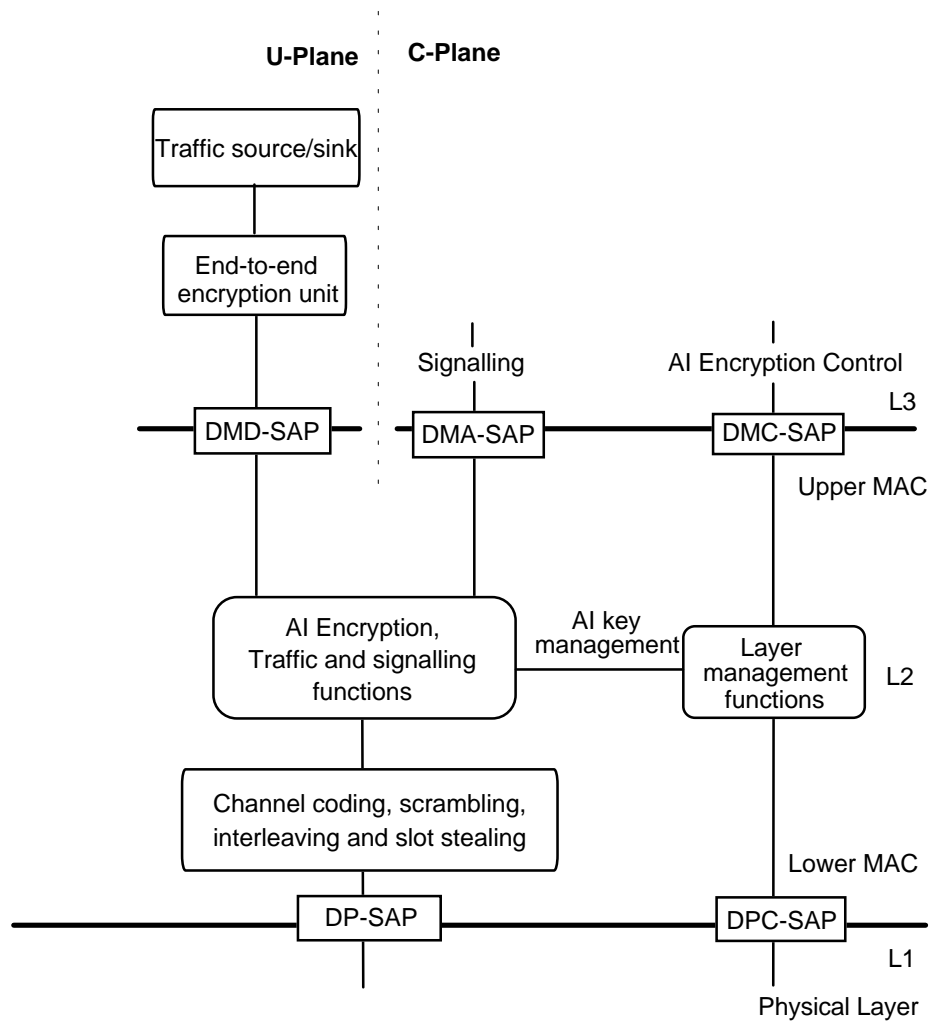 U-Plane
C-Plane
Traffic source/sink
End-to-end
encryption unit
Signalling
AI Encryption Control
L3
DMD-SAP
DMA-SAP
DMC-SAP
Upper MAC
AI Encryption,
Traffic and signalling
functions
AI key
management
Layer
management
functions
L2
Channel coding, scrambling,
interleaving and slot stealing
Lower MAC
DP-SAP
DPC-SAP
L1
Physical Layer